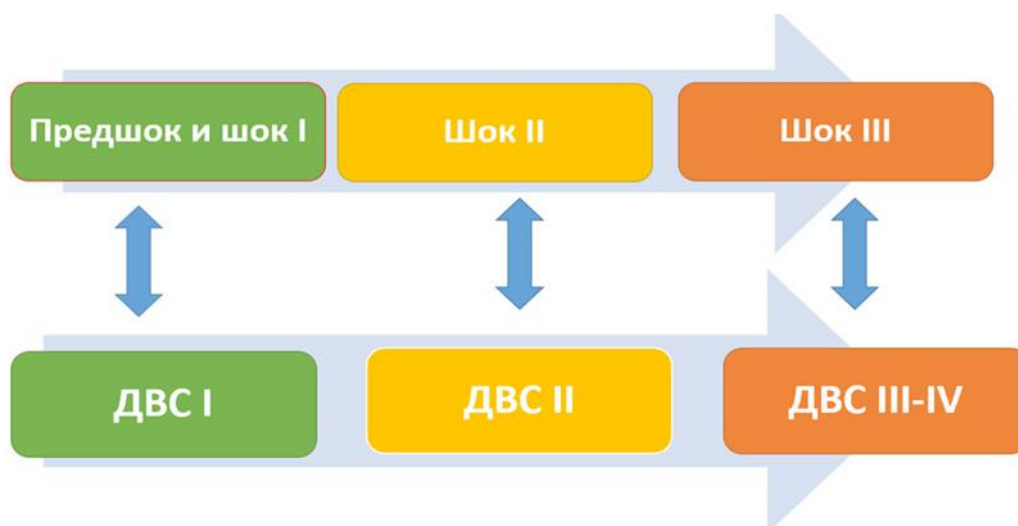 Предшок и шок I
Шок II
Шок III
ДВС I
ДВС II
ДВС III-IV